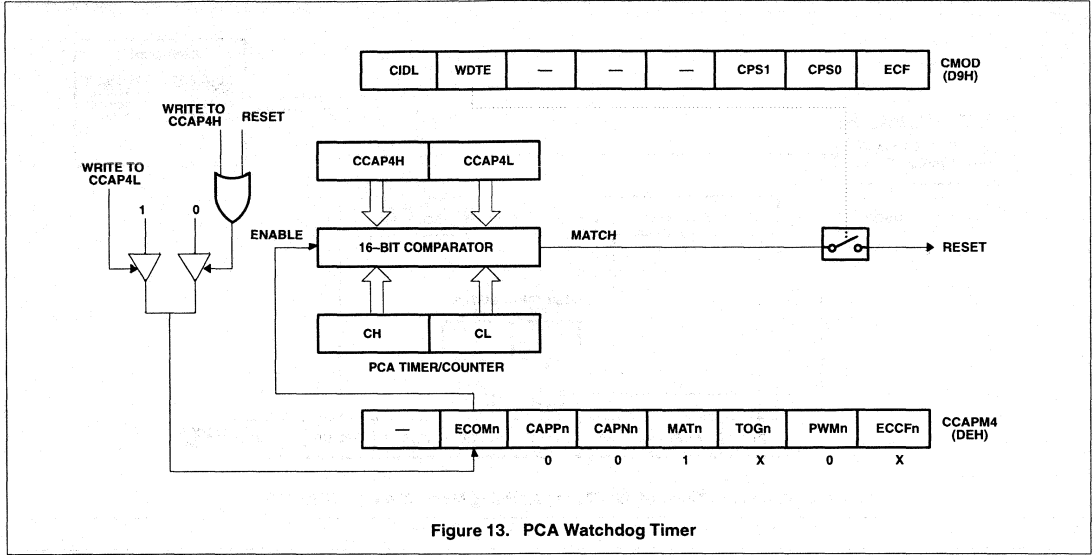 CIDL WDTE — — — CPS1 CPS0 ECF
CMOD
(D9H)
WRITE TO
CCAP4H
RESET
WRITE TO
CCAP4L
1
0
CCAP4H CCAP4L
ENABLE
16–BIT COMPARATOR
MATCH
RESET
CH CL
PCA TIMER/COUNTER
— ECOMn CAPPn CAPNn MATn TOGn PWMn ECCFn
CCAPM4
(DEH)
0 0 1 X 0 X
Figure 13. PCA Watchdog Timer